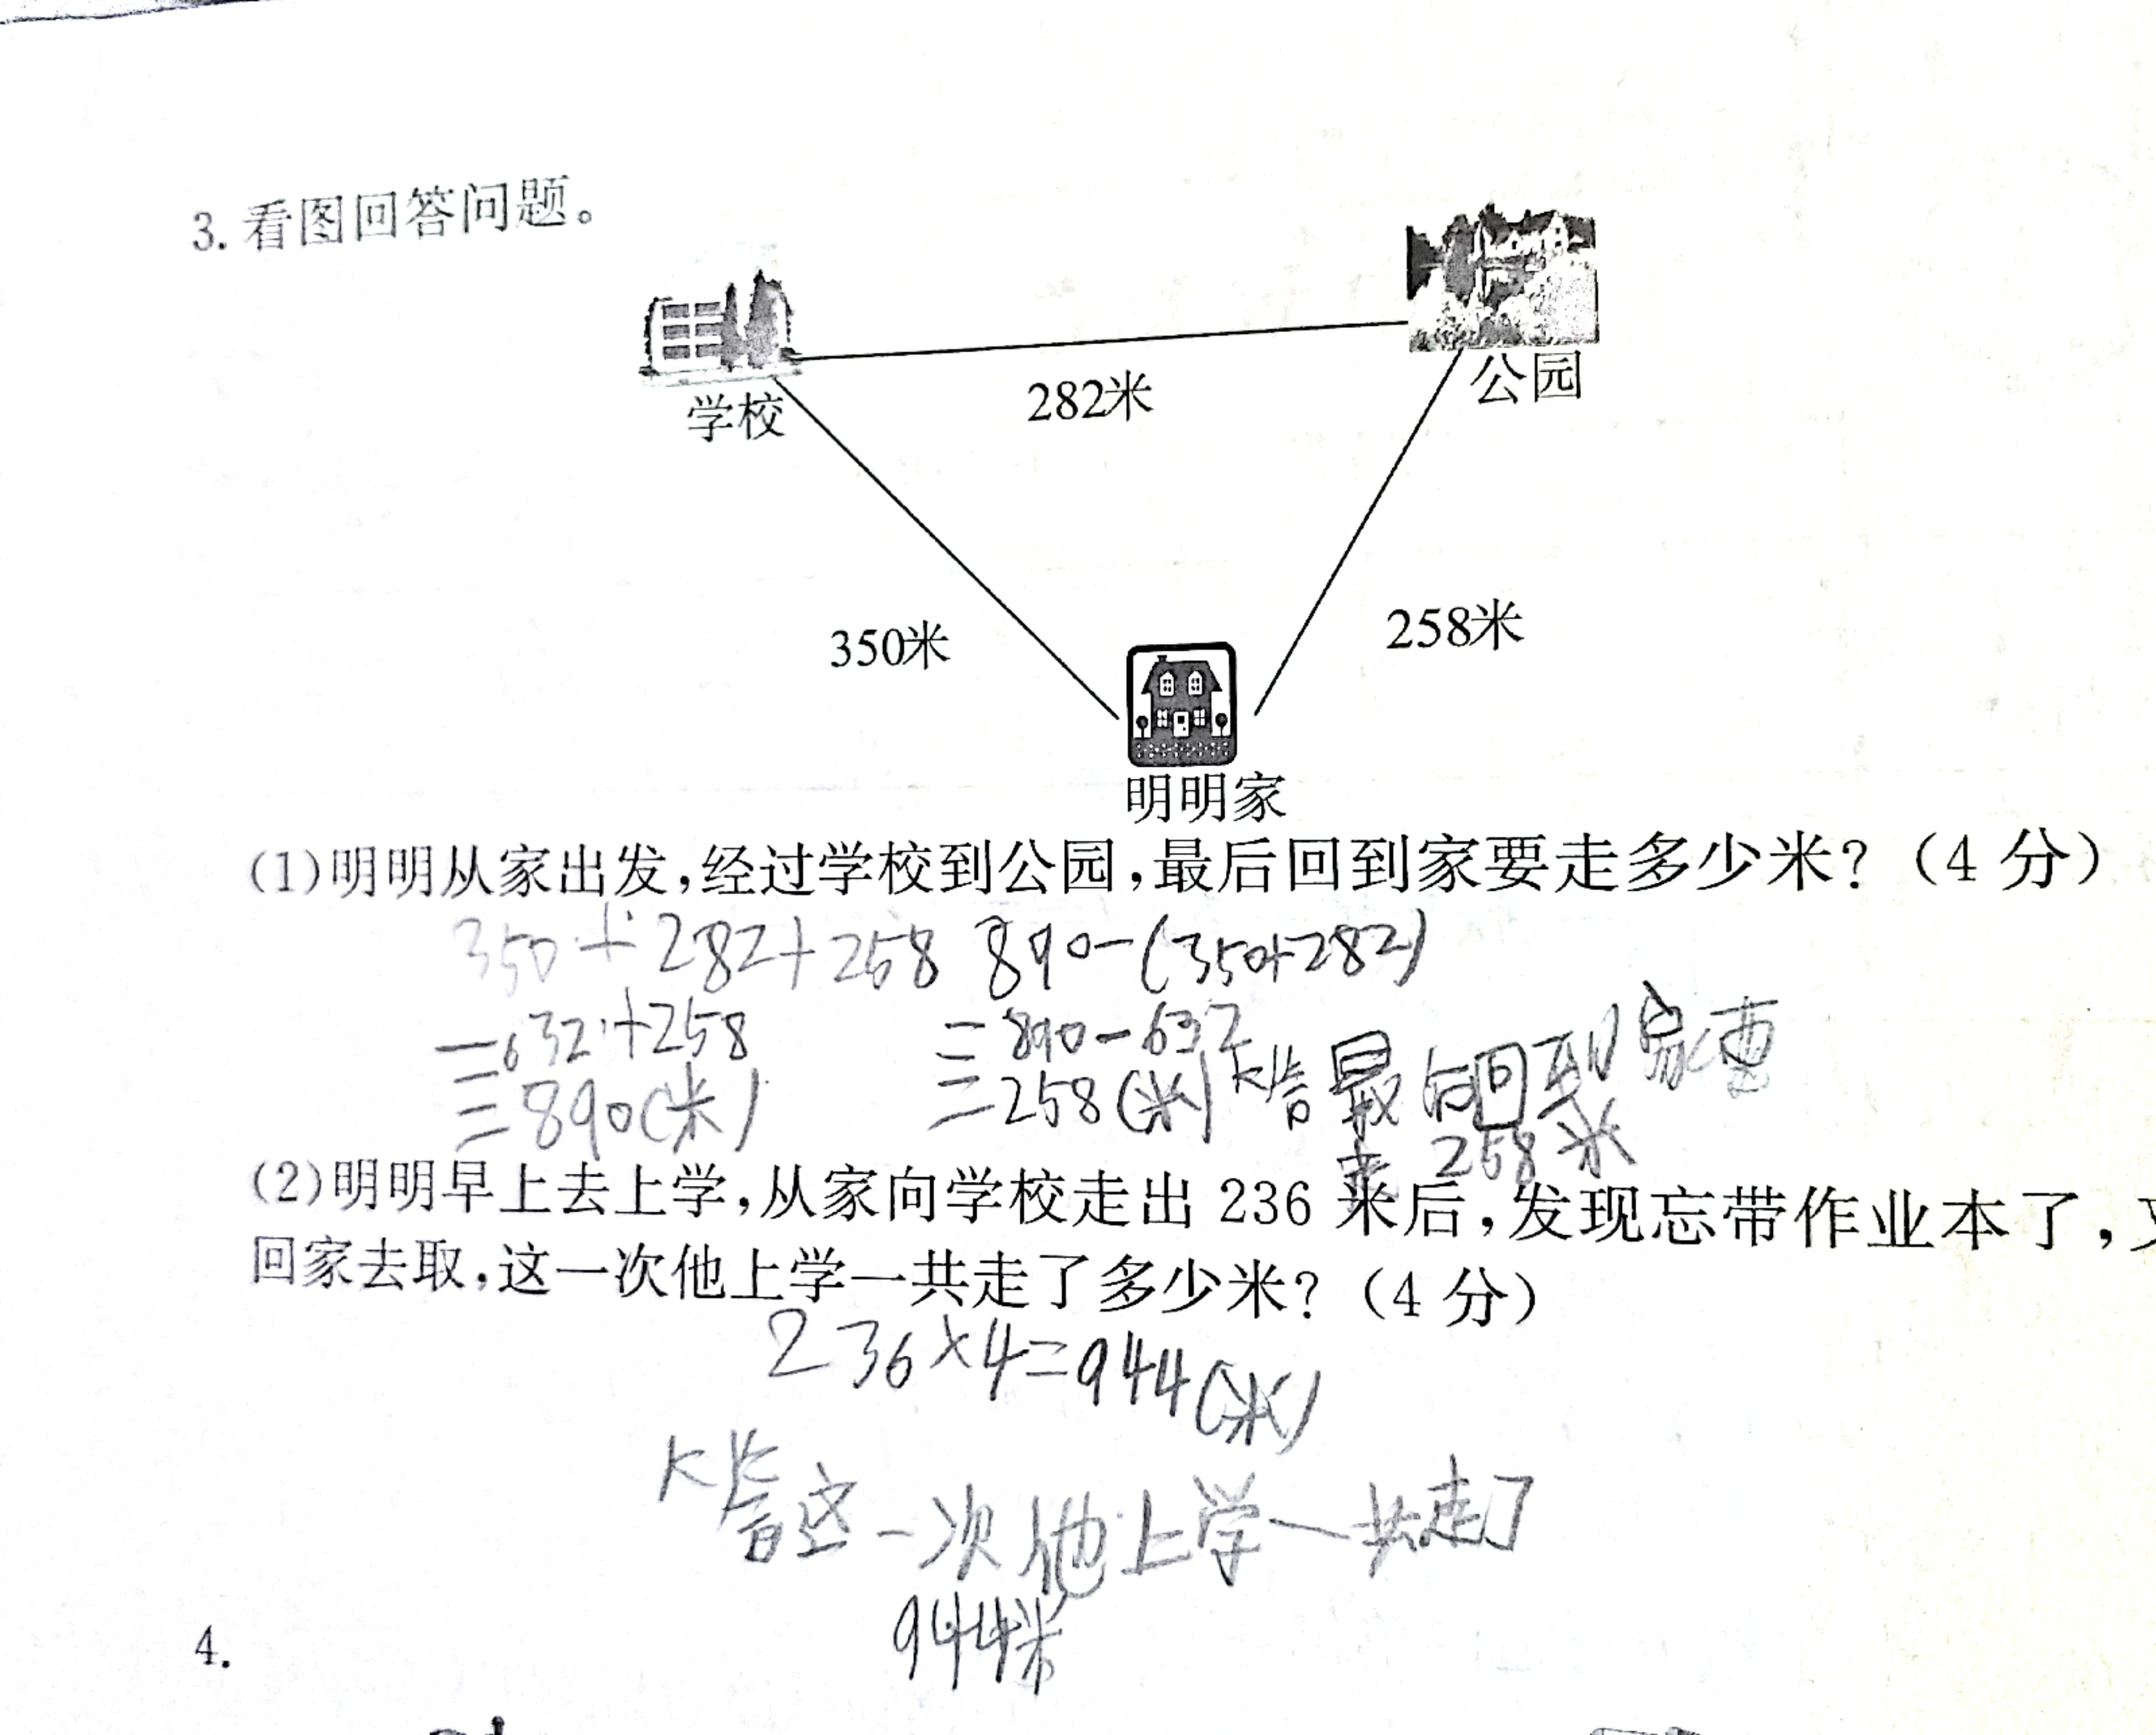 3.看图回答问题。
学校
282米
公园
350米
258米
明明家
(1)明明从家出发,经过学校到公园,最后回到家要走多少米?(4分)
350+282+258 890-(350+282)
=632+258 =890-632
=890(米) =258(米)答最后回到家要
走 258米
(2)明明早上去上学,从家向学校走出 236 米后,发现忘带作业本了,又
回家去取,这一次他上学一共走了多少米?(4分)
236×4=944(米)
答这一次他上学一共走了
944米
4.